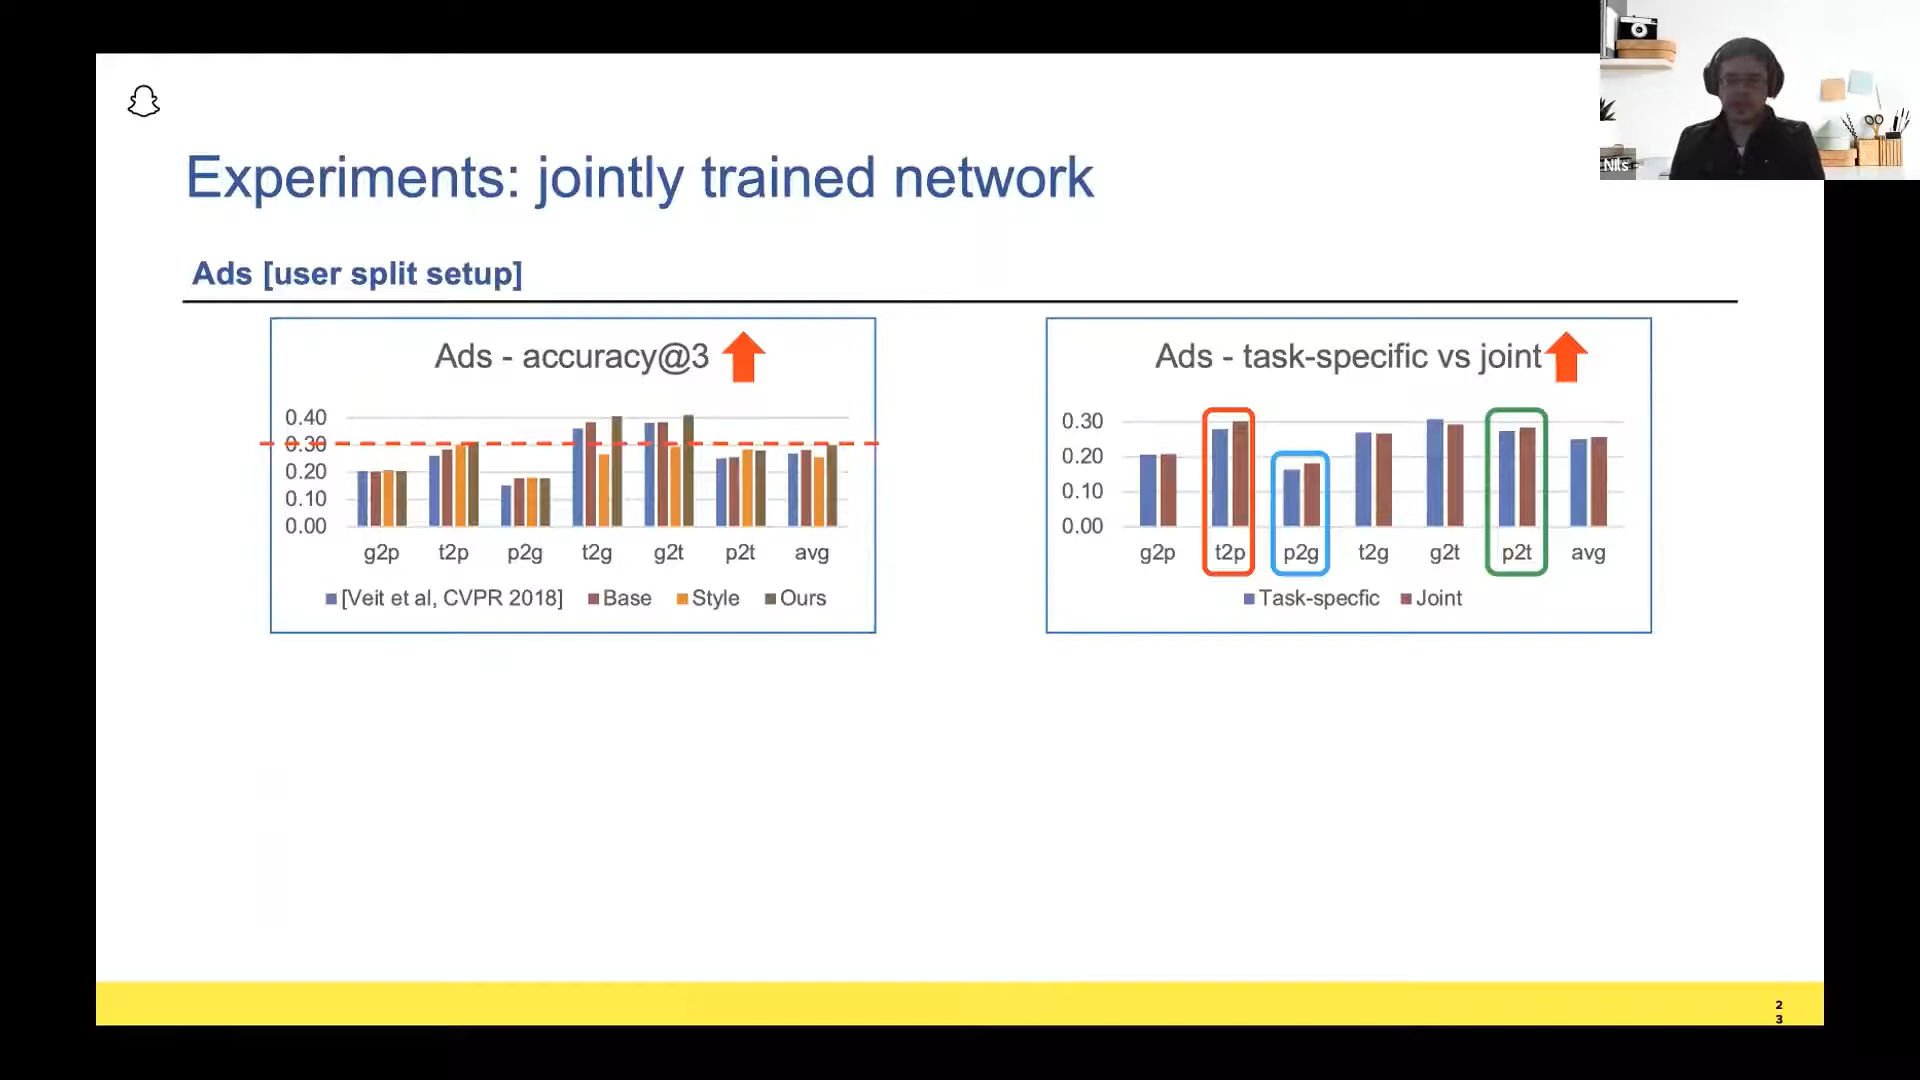 Nils
Experiments: jointly trained network
Ads [user split setup]
Ads - accuracy@3
0.40
0.30
0.20
0.10
0.00
g2p t2p p2g t2g g2t p2t avg
[Veit et al, CVPR 2018] Base Style Ours
Ads - task-specific vs joint
0.30
0.20
0.10
0.00
g2p t2p p2g t2g g2t p2t avg
Task-specfic Joint
2
3